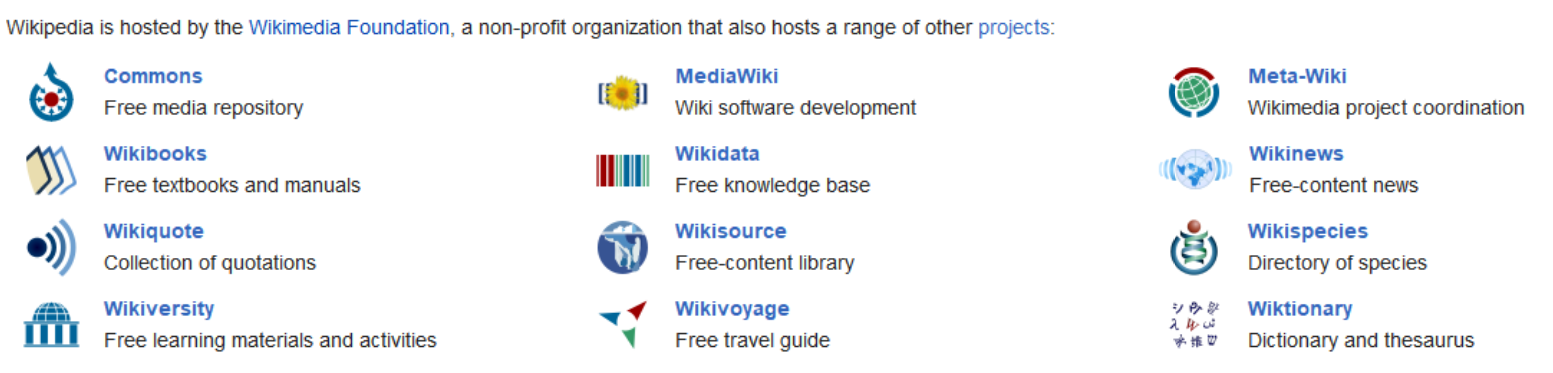 Wikipedia is hosted by the Wikimedia Foundation, a non-profit organization that also hosts a range of other projects:
Commons
Free media repository
MediaWiki
Wiki software development
Meta-Wiki
Wikimedia project coordination
Wikibooks
Free textbooks and manuals
Wikidata
Free knowledge base
Wikinews
Free-content news
Wikiquote
Collection of quotations
Wikisource
Free-content library
Wikispecies
Directory of species
Wikiversity
Free learning materials and activities
Wikivoyage
Free travel guide
Wiktionary
Dictionary and thesaurus